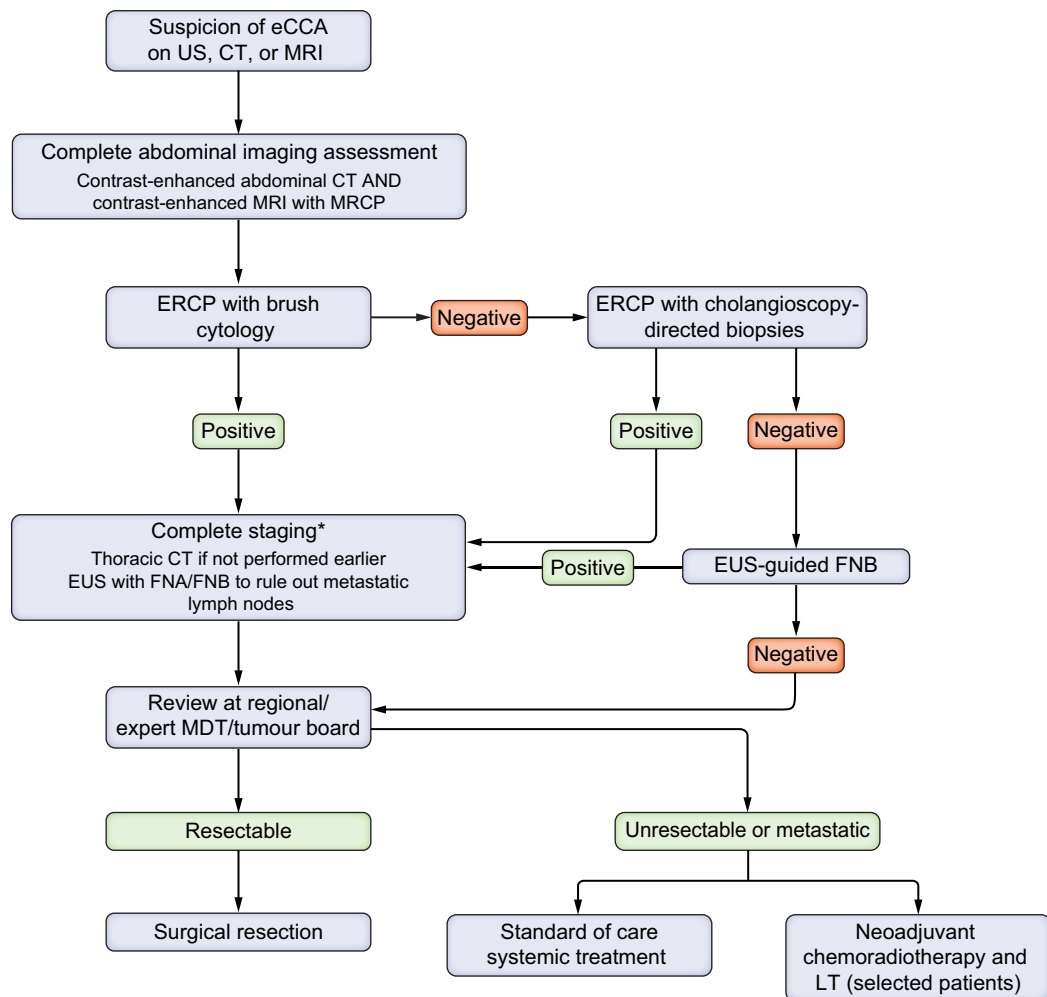 Suspicion of eCCA
on US, CT, or MRI
Complete abdominal imaging assessment
Contrast-enhanced abdominal CT AND
contrast-enhanced MRI with MRCP
ERCP with brush
cytology
Negative
ERCP with cholangioscopy-
directed biopsies
Positive
Positive
Negative
Complete staging*
Thoracic CT if not performed earlier
EUS with FNA/FNB to rule out metastatic
lymph nodes
Positive
EUS-guided FNB
Negative
Review at regional/
expert MDT/tumour board
Resectable
Unresectable or metastatic
Surgical resection
Standard of care
systemic treatment
Neoadjuvant
chemoradiotherapy and
LT (selected patients)